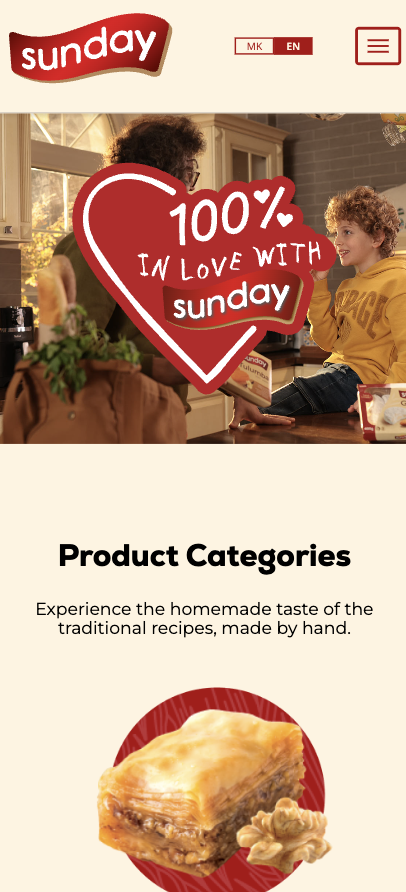 sunday
MK
EN
100%
IN LOVE WITH
sunday
sunday
Product Categories
Experience the homemade taste of the
traditional recipes, made by hand.